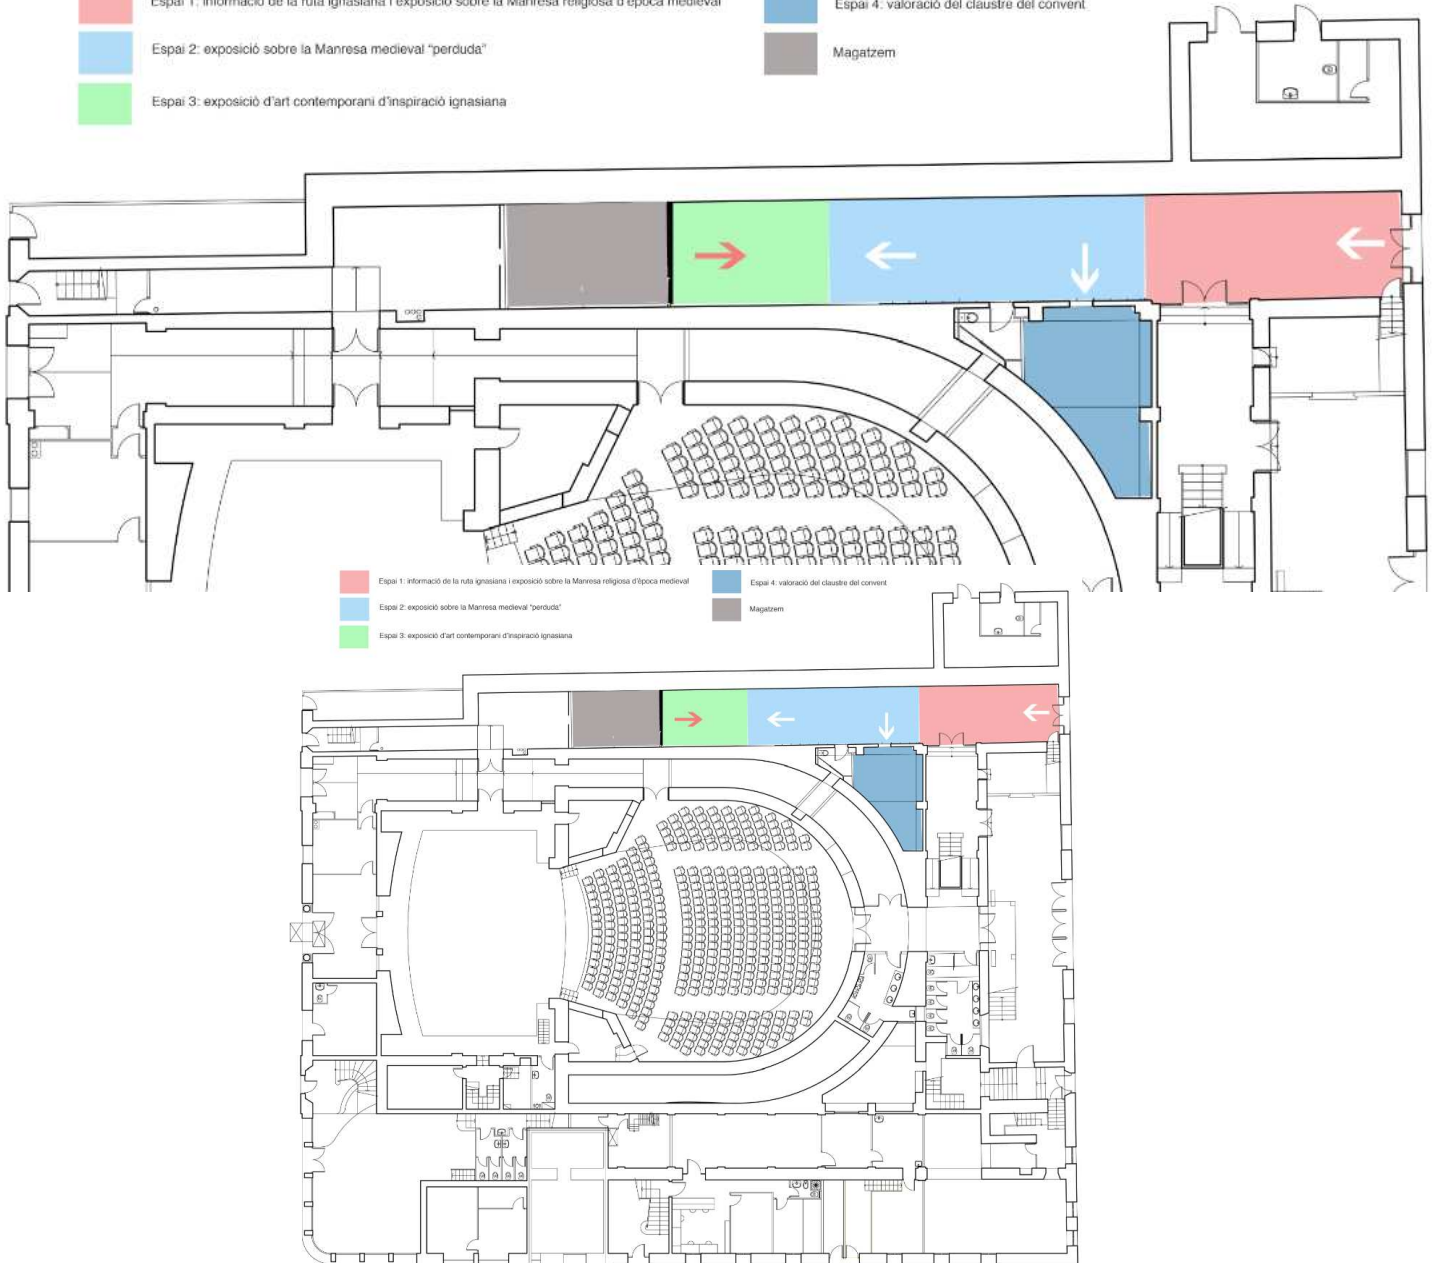 Espai 1: informació de la ruta ignasiana i exposició sobre la Manresa religiosa d'època medieval
Espai 2: exposició sobre la Manresa medieval “perduda”
Espai 3: exposició d'art contemporani d'inspiració ignasiana
Espai 4: valoració del claustre del convent
Magatzem
Espai 1: informació de la ruta ignasiana i exposició sobre la Manresa religiosa d'època medieval
Espai 2: exposició sobre la Manresa medieval “perduda”
Espai 3: exposició d'art contemporani d'inspiració ignasiana
Espai 4: valoració del claustre del convent
Magatzem